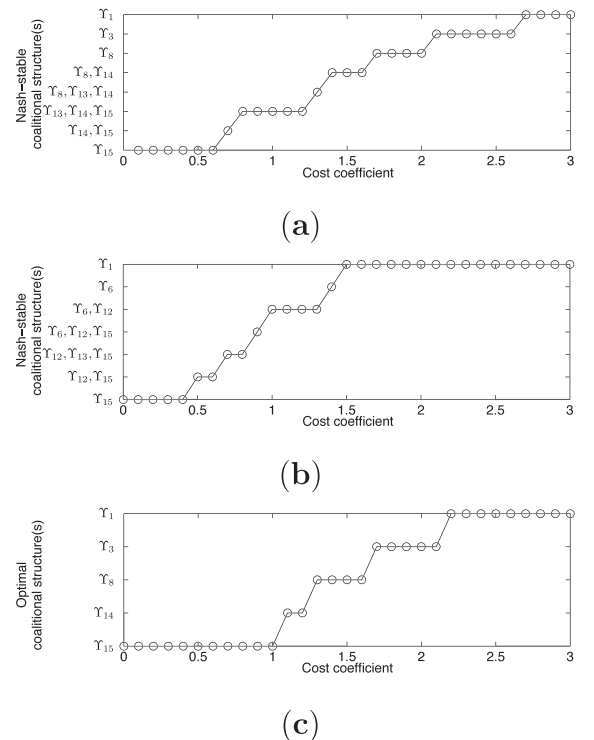 Nash–stable
coalitional structure(s)
ϒ1
ϒ3
ϒ8
ϒ8,ϒ14
ϒ8,ϒ13,ϒ14
ϒ13,ϒ14,ϒ15
ϒ14,ϒ15
ϒ15
0 0.5 1 1.5 2 2.5 3
Cost coefficient
(a)
Nash–stable
coalitional structure(s)
ϒ1
ϒ6
ϒ6,ϒ12
ϒ6,ϒ12,ϒ15
ϒ12,ϒ13,ϒ15
ϒ12,ϒ15
ϒ15
0 0.5 1 1.5 2 2.5 3
Cost coefficient
(b)
Optimal
coalitional structure(s)
ϒ1
ϒ3
ϒ8
ϒ14
ϒ15
0 0.5 1 1.5 2 2.5 3
Cost coefficient
(c)